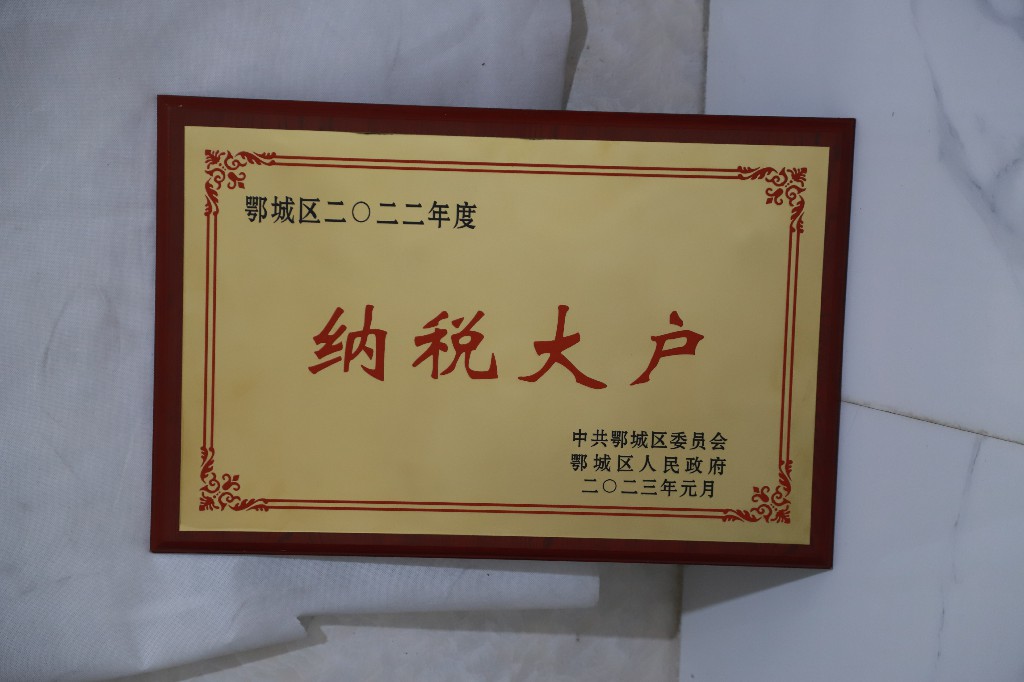 鄂城区二〇二二年度
纳税大户
中共鄂城区委员会
鄂城区人民政府
二〇二三年元月